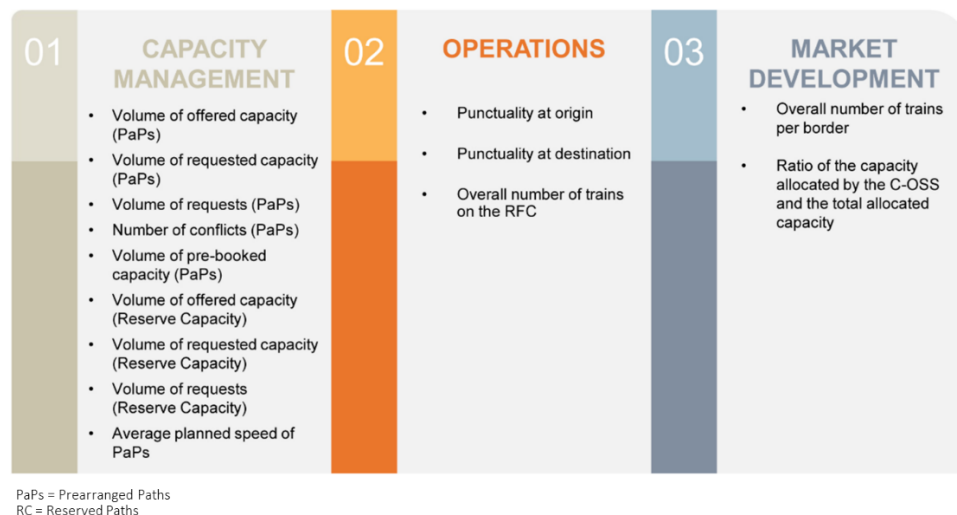 01
CAPACITY
MANAGEMENT
• Volume of offered capacity
(PaPs)
• Volume of requested capacity
(PaPs)
• Volume of requests (PaPs)
• Number of conflicts (PaPs)
• Volume of pre-booked
capacity (PaPs)
• Volume of offered capacity
(Reserve Capacity)
• Volume of requested capacity
(Reserve Capacity)
• Volume of requests
(Reserve Capacity)
• Average planned speed of
PaPs
02
OPERATIONS
• Punctuality at origin
• Punctuality at destination
• Overall number of trains
on the RFC
03
MARKET
DEVELOPMENT
• Overall number of trains
per border
• Ratio of the capacity
allocated by the C-OSS
and the total allocated
capacity
PaPs = Prearranged Paths
RC = Reserved Paths